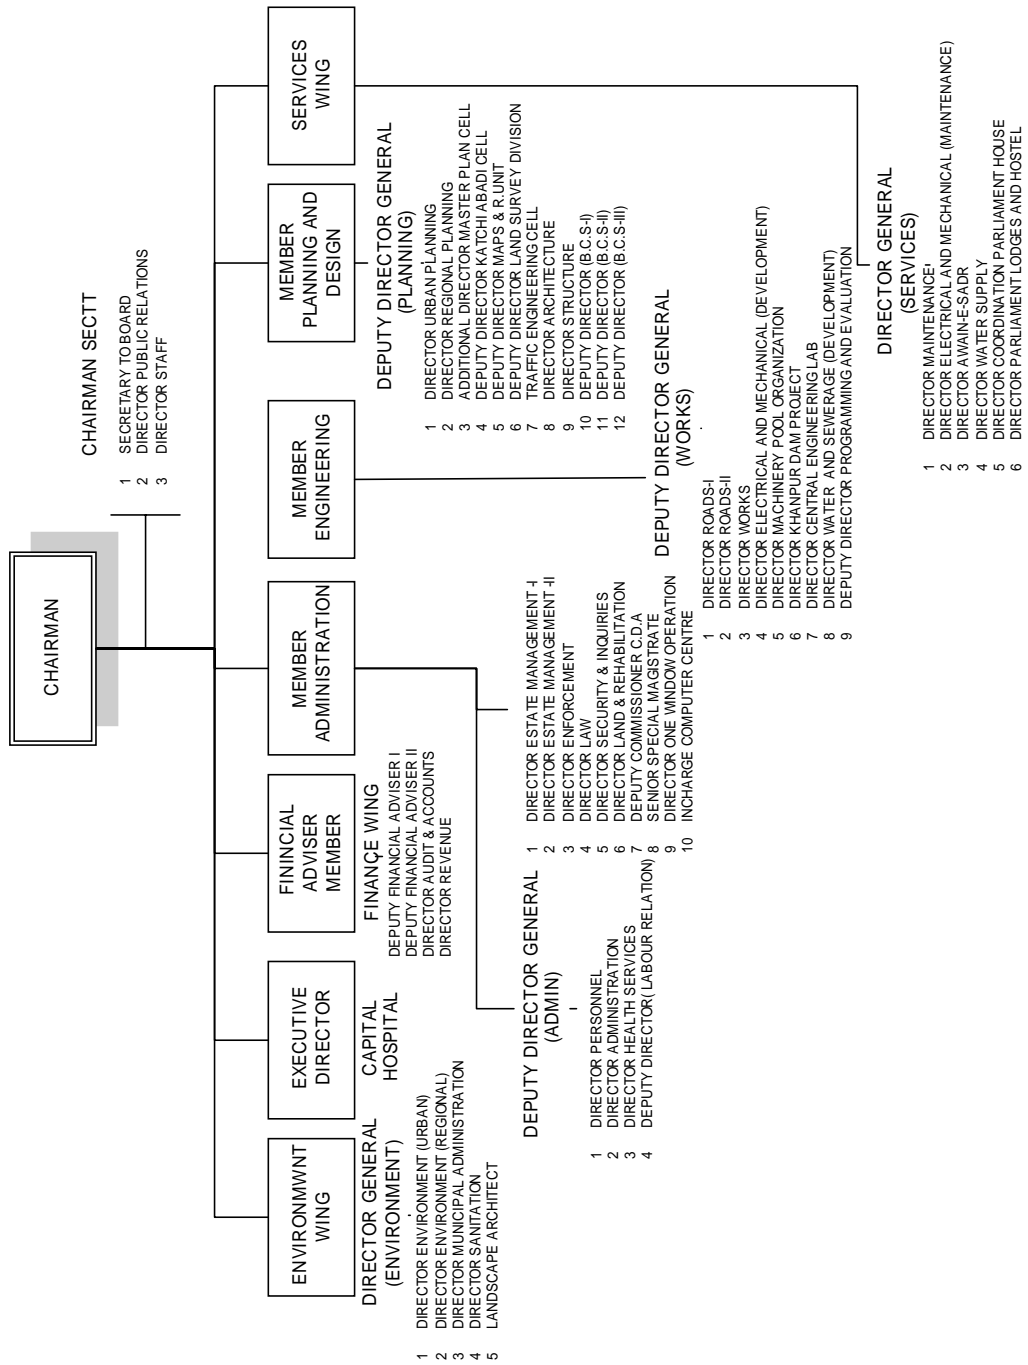 CHAIRMAN
CHAIRMAN SECTT
1 SECRETARY TO BOARD
2 DIRECTOR PUBLIC RELATIONS
3 DIRECTOR STAFF
ENVIRONMWNT
WING
DIRECTOR GENERAL
(ENVIRONMENT)
1 DIRECTOR ENVIRONMENT (URBAN)
2 DIRECTOR ENVIRONMENT (REGIONAL)
3 DIRECTOR MUNICIPAL ADMINISTRATION
4 DIRECTOR SANITATION
5 LANDSCAPE ARCHITECT
EXECUTIVE
DIRECTOR
CAPITAL
HOSPITAL
FININCIAL
ADVISER
MEMBER
FINANCE WING
DEPUTY FINANCIAL ADVISER I
DEPUTY FINANCIAL ADVISER II
DIRECTOR AUDIT & ACCOUNTS
DIRECTOR REVENUE
MEMBER
ADMINISTRATION
DEPUTY DIRECTOR GENERAL
(ADMIN)
1 DIRECTOR PERSONNEL
2 DIRECTOR ADMINISTRATION
3 DIRECTOR HEALTH SERVICES
4 DEPUTY DIRECTOR(LABOUR RELATION)
1 DIRECTOR ESTATE MANAGEMENT -I
2 DIRECTOR ESTATE MANAGEMENT -II
3 DIRECTOR ENFORCEMENT
4 DIRECTOR LAW
5 DIRECTOR SECURITY & INQUIRIES
6 DIRECTOR LAND & REHABILITATION
7 DEPUTY COMMISSIONER C.D.A
8 SENIOR SPECIAL MAGISTRATE
9 DIRECTOR ONE WINDOW OPERATION
10 INCHARGE COMPUTER CENTRE
MEMBER
ENGINEERING
DEPUTY DIRECTOR GENERAL
(WORKS)
1 DIRECTOR ROADS-I
2 DIRECTOR ROADS-II
3 DIRECTOR WORKS
4 DIRECTOR ELECTRICAL AND MECHANICAL (DEVELOPMENT)
5 DIRECTOR MACHINERY POOL ORGANIZATION
6 DIRECTOR KHANPUR DAM PROJECT
7 DIRECTOR CENTRAL ENGINEERING LAB
8 DIRECTOR WATER AND SEWERAGE (DEVELOPMENT)
9 DEPUTY DIRECTOR PROGRAMMING AND EVALUATION
MEMBER
PLANNING AND
DESIGN
DEPUTY DIRECTOR GENERAL
(PLANNING)
1 DIRECTOR URBAN PLANNING
2 DIRECTOR REGIONAL PLANNING
3 ADDITIONAL DIRECTOR MASTER PLAN CELL
4 DEPUTY DIRECTOR KATCHI ABADI CELL
5 DEPUTY DIRECTOR MAPS & R.UNIT
6 DEPUTY DIRECTOR LAND SURVEY DIVISION
7 TRAFFIC ENGINEERING CELL
8 DIRECTOR ARCHITECTURE
9 DIRECTOR STRUCTURE
10 DEPUTY DIRECTOR (B.C.S-I)
11 DEPUTY DIRECTOR (B.C.S-II)
12 DEPUTY DIRECTOR (B.C.S-III)
SERVICES
WING
DIRECTOR GENERAL
(SERVICES)
1 DIRECTOR MAINTENANCE
2 DIRECTOR ELECTRICAL AND MECHANICAL (MAINTENANCE)
3 DIRECTOR AWAIN-E-SADR
4 DIRECTOR WATER SUPPLY
5 DIRECTOR COORDINATION PARLIAMENT HOUSE
6 DIRECTOR PARLIAMENT LODGES AND HOSTEL